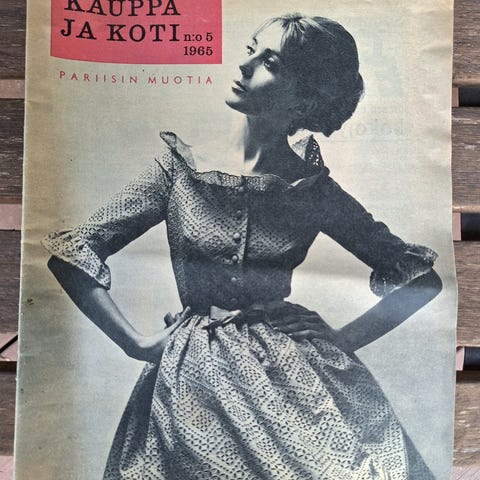 KAUPPA
JA KOTI n:o 5
1965
PARIISIN MUOTIA